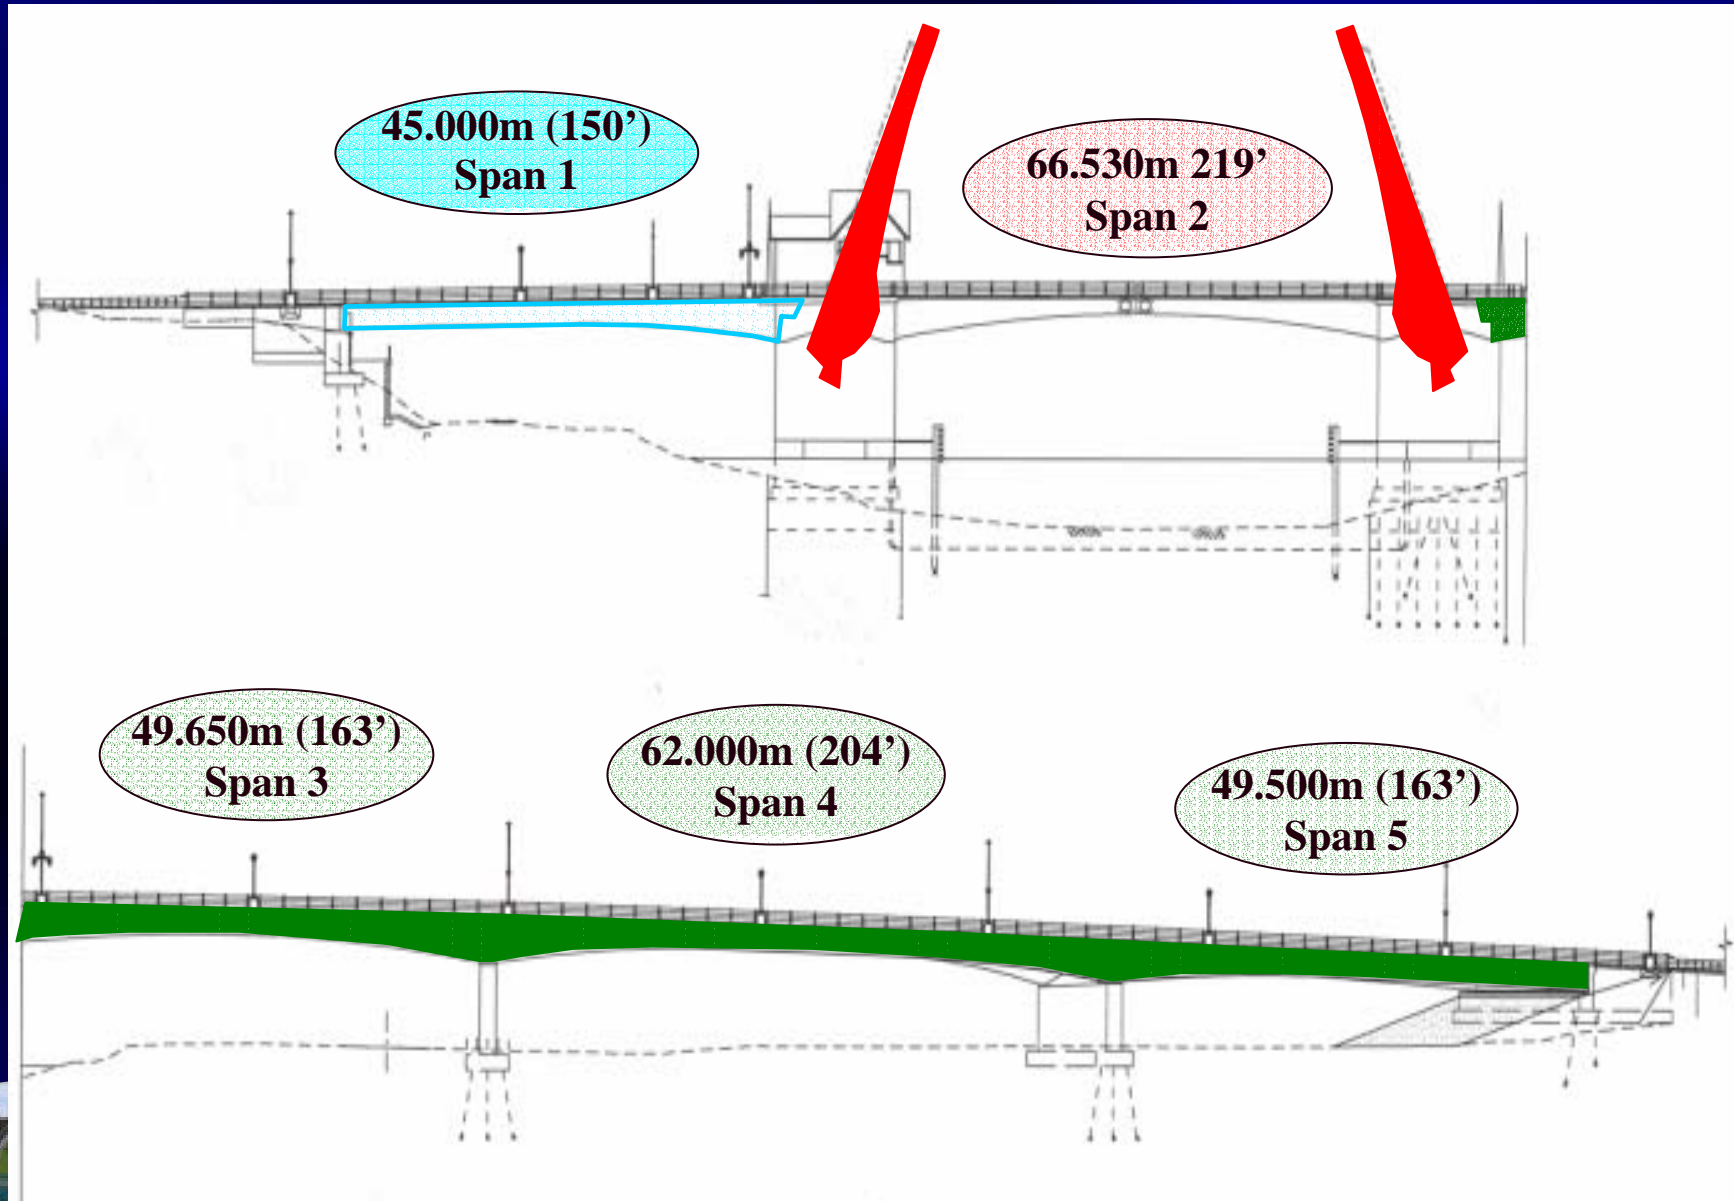 45.000m (150’)
Span 1
66.530m 219’
Span 2
49.650m (163’)
Span 3
62.000m (204’)
Span 4
49.500m (163’)
Span 5